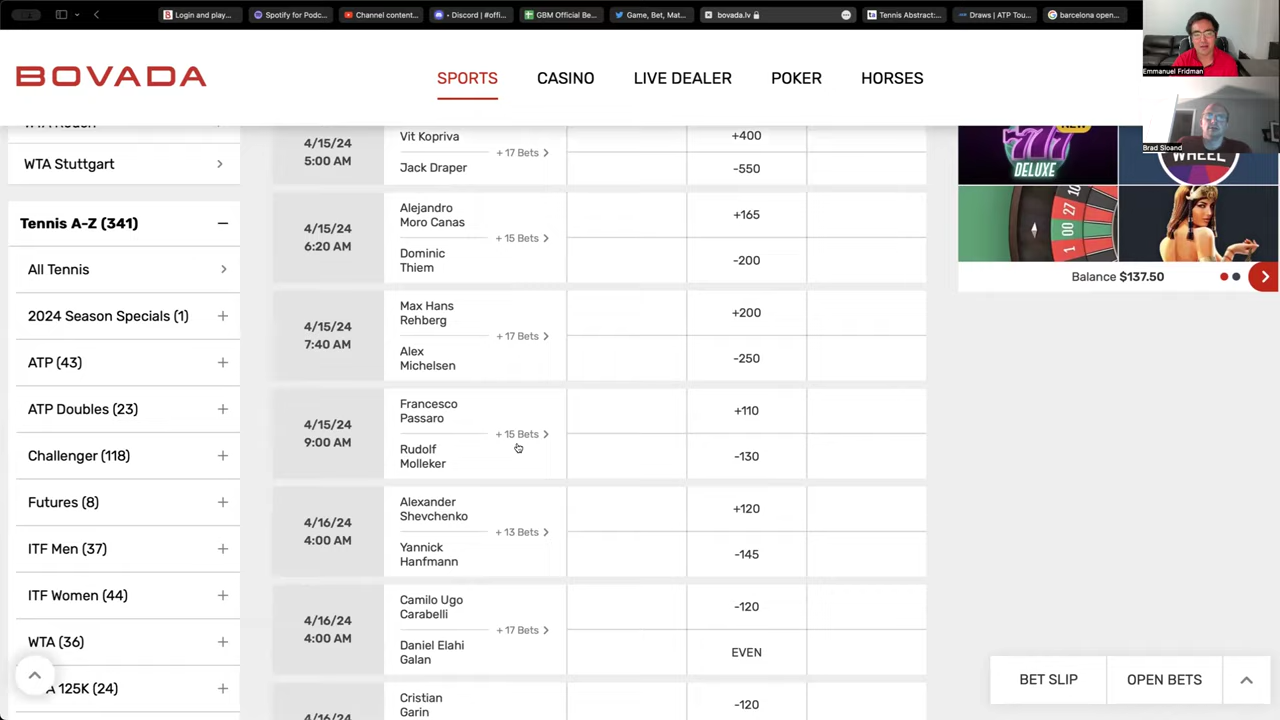 Login and play...
Spotify for Podc...
Channel content...
Discord | #offi...
GBM Official Be...
Game, Bet, Mat...
bovada.lv
Tennis Abstract:...
Draws | ATP Tou...
barcelona open...
BOVADA
SPORTS
CASINO
LIVE DEALER
POKER
HORSES
Emmanuel Fridman
Brad Sloand
WTA Stuttgart
Tennis A-Z (341)
All Tennis
2024 Season Specials (1)
ATP (43)
ATP Doubles (23)
Challenger (118)
Futures (8)
ITF Men (37)
ITF Women (44)
WTA (36)
125K (24)
4/15/24
5:00 AM
Vit Kopriva
Jack Draper
+ 17 Bets
+400
-550
4/15/24
6:20 AM
Alejandro
Moro Canas
Dominic
Thiem
+ 15 Bets
+165
-200
4/15/24
7:40 AM
Max Hans
Rehberg
Alex
Michelsen
+ 17 Bets
+200
-250
4/15/24
9:00 AM
Francesco
Passaro
Rudolf
Molleker
+ 15 Bets
+110
-130
4/16/24
4:00 AM
Alexander
Shevchenko
Yannick
Hanfmann
+ 13 Bets
+120
-145
4/16/24
4:00 AM
Camilo Ugo
Carabelli
Daniel Elahi
Galan
+ 17 Bets
-120
EVEN
4/16/24
Cristian
Garin
-120
NEW
777
DELUXE
WHEEL
Balance $137.50
BET SLIP
OPEN BETS